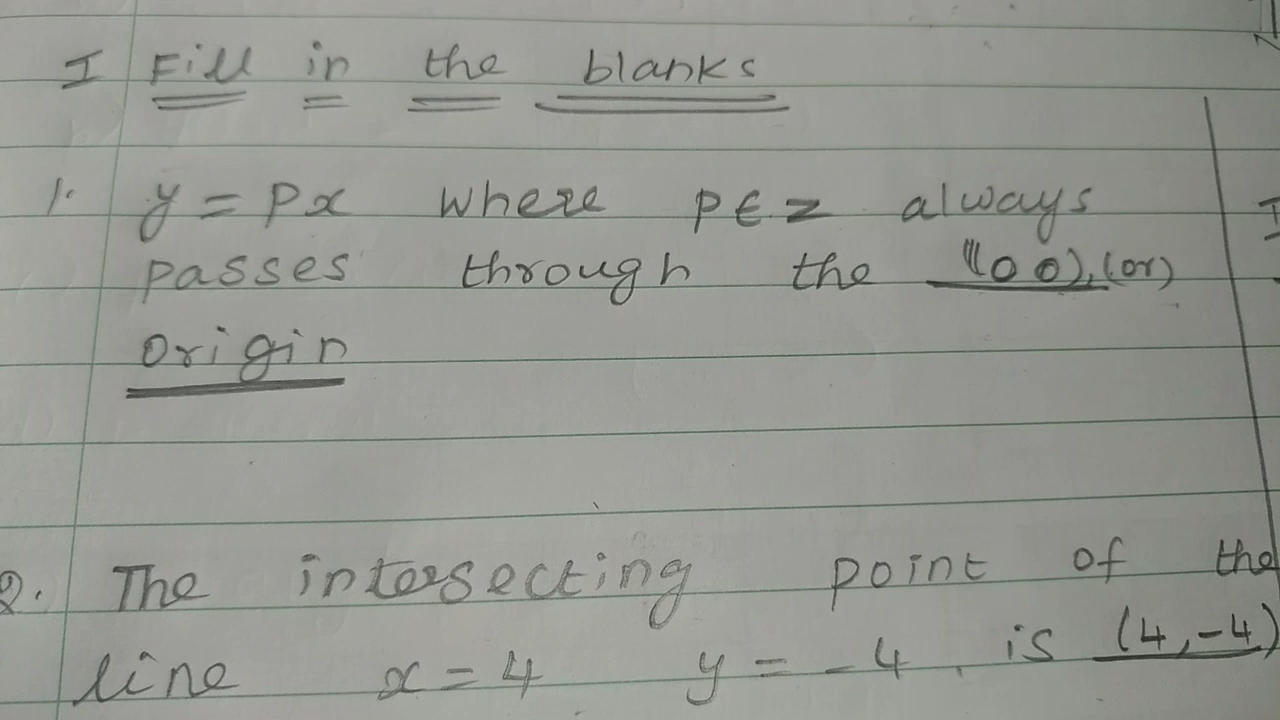 I Fill in the blanks
1. y = px where p ∈ z always
passes through the (0 0), (or)
origin
2. The intersecting point of the
line x = 4 y = -4 is (4,-4)